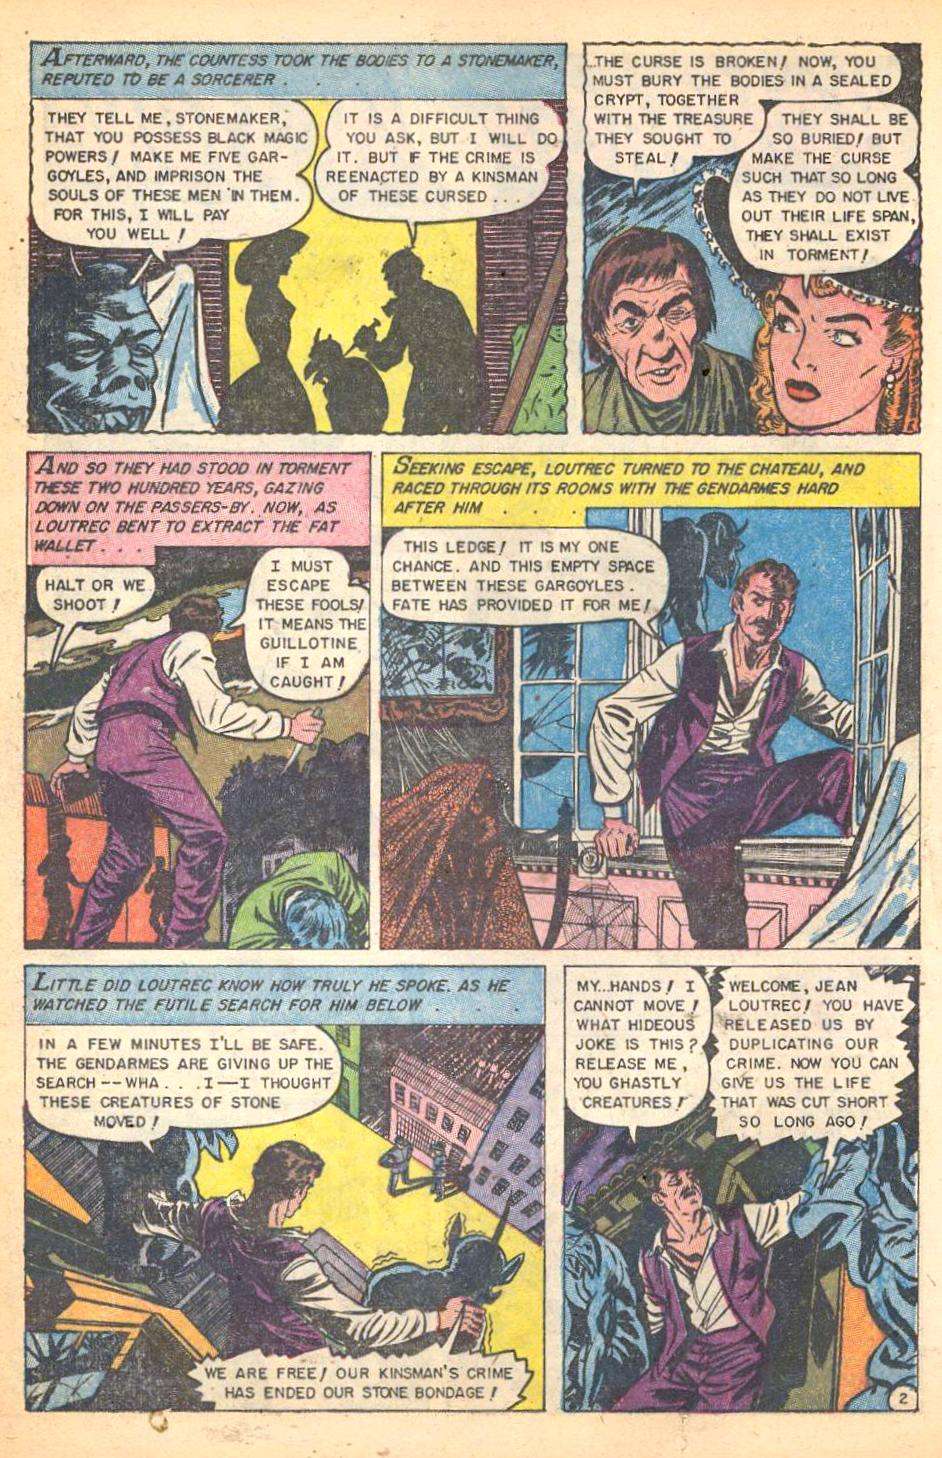 AFTERWARD, THE COUNTESS TOOK THE BODIES TO A STONEMAKER,
REPUTED TO BE A SORCERER . . .
THEY TELL ME, STONEMAKER,
THAT YOU POSSESS BLACK MAGIC
POWERS! MAKE ME FIVE GAR-
GOYLES, AND IMPRISON THE
SOULS OF THESE MEN IN THEM.
FOR THIS, I WILL PAY
YOU WELL!
IT IS A DIFFICULT THING
YOU ASK, BUT I WILL DO
IT. BUT IF THE CRIME IS
REENACTED BY A KINSMAN
OF THESE CURSED . . .
...THE CURSE IS BROKEN! NOW, YOU
MUST BURY THE BODIES IN A SEALED
CRYPT, TOGETHER
WITH THE TREASURE
THEY SOUGHT TO
STEAL!
THEY SHALL BE
SO BURIED! BUT
MAKE THE CURSE
SUCH THAT SO LONG
AS THEY DO NOT LIVE
OUT THEIR LIFE SPAN,
THEY SHALL EXIST
IN TORMENT!
AND SO THEY HAD STOOD IN TORMENT
THESE TWO HUNDRED YEARS, GAZING
DOWN ON THE PASSERS-BY. NOW, AS
LOUTREC BENT TO EXTRACT THE FAT
WALLET . . .
HALT OR WE
SHOOT!
I MUST
ESCAPE
THESE FOOLS!
IT MEANS THE
GUILLOTINE
IF I AM
CAUGHT!
SEEKING ESCAPE, LOUTREC TURNED TO THE CHATEAU, AND
RACED THROUGH ITS ROOMS WITH THE GENDARMES HARD
AFTER HIM . . . .
THIS LEDGE! IT IS MY ONE
CHANCE. AND THIS EMPTY SPACE
BETWEEN THESE GARGOYLES.
FATE HAS PROVIDED IT FOR ME!
LITTLE DID LOUTREC KNOW HOW TRULY HE SPOKE. AS HE
WATCHED THE FUTILE SEARCH FOR HIM BELOW . . . .
IN A FEW MINUTES I'LL BE SAFE.
THE GENDARMES ARE GIVING UP THE
SEARCH -- WHA . . . I — I THOUGHT
THESE CREATURES OF STONE
MOVED!
WE ARE FREE! OUR KINSMAN'S CRIME
HAS ENDED OUR STONE BONDAGE!
MY...HANDS! I
CANNOT MOVE!
WHAT HIDEOUS
JOKE IS THIS?
RELEASE ME,
YOU GHASTLY
CREATURES!
WELCOME, JEAN
LOUTREC! YOU HAVE
RELEASED US BY
DUPLICATING OUR
CRIME. NOW YOU CAN
GIVE US THE LIFE
THAT WAS CUT SHORT
SO LONG AGO!
2